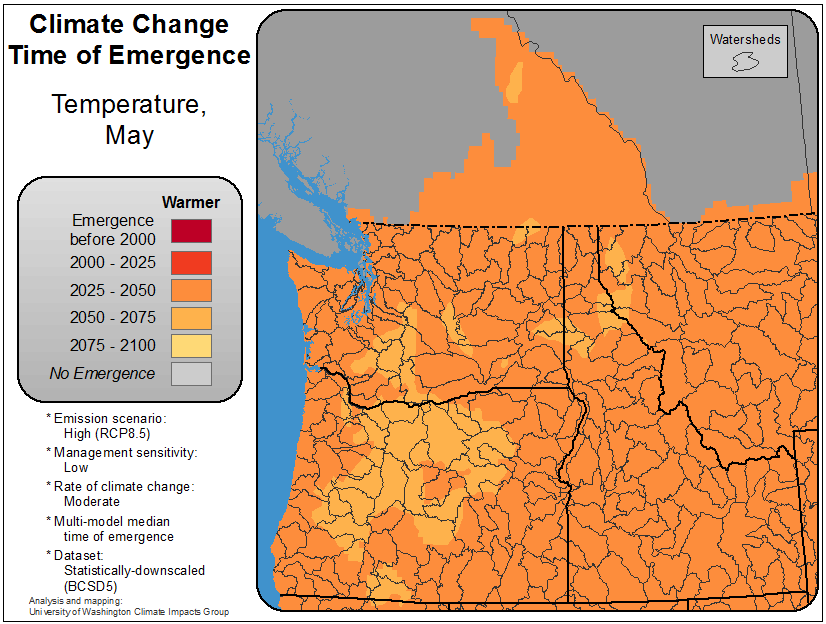 Climate Change
Time of Emergence
Temperature,
May
Warmer
Emergence
before 2000
2000 - 2025
2025 - 2050
2050 - 2075
2075 - 2100
No Emergence
* Emission scenario:
High (RCP8.5)
* Management sensitivity:
Low
* Rate of climate change:
Moderate
* Multi-model median
time of emergence
* Dataset:
Statistically-downscaled
(BCSD5)
Analysis and mapping:
University of Washington Climate Impacts Group
Watersheds